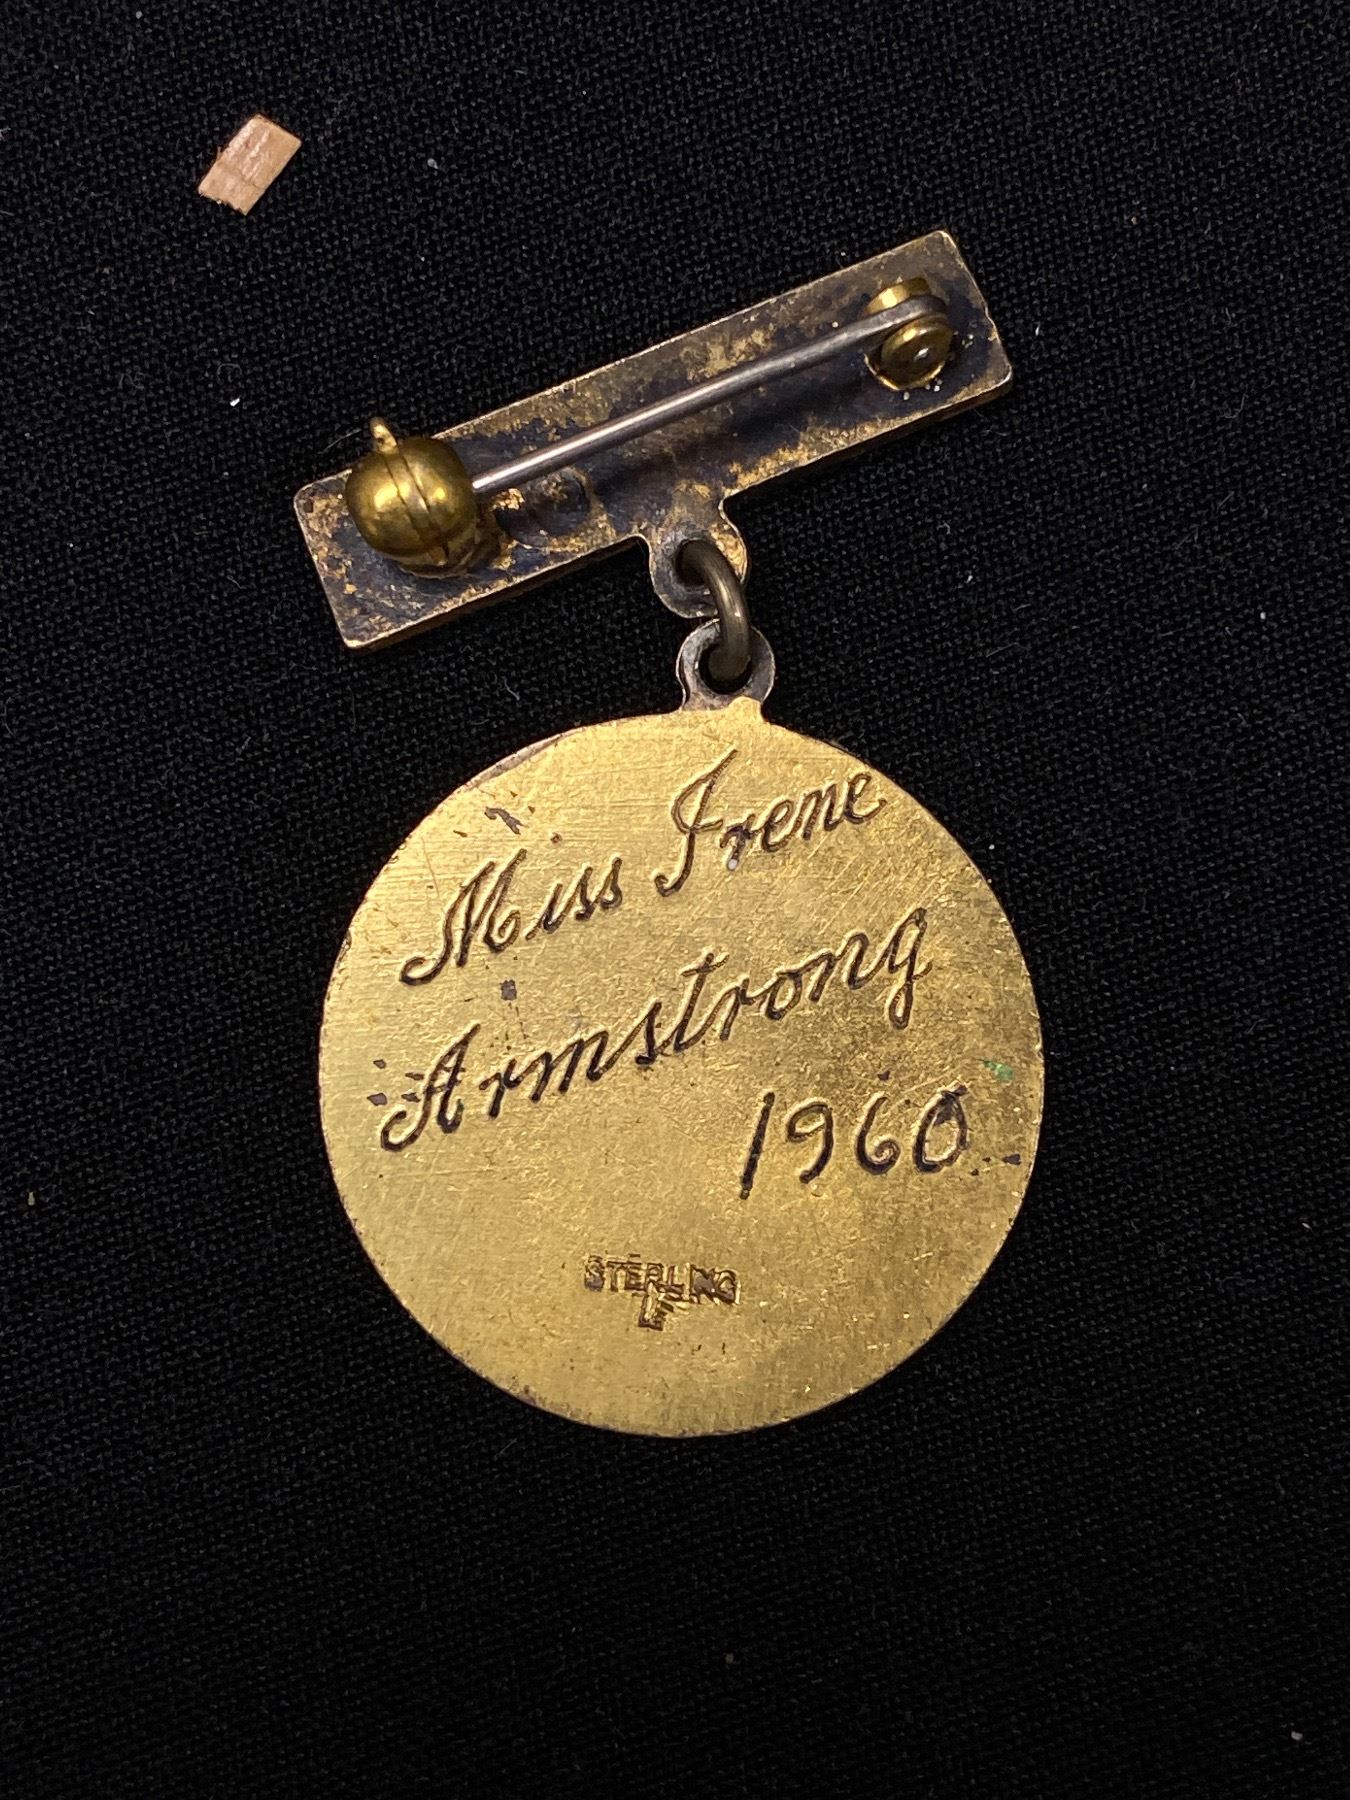 Miss Irene
Armstrong
1960
STERLING